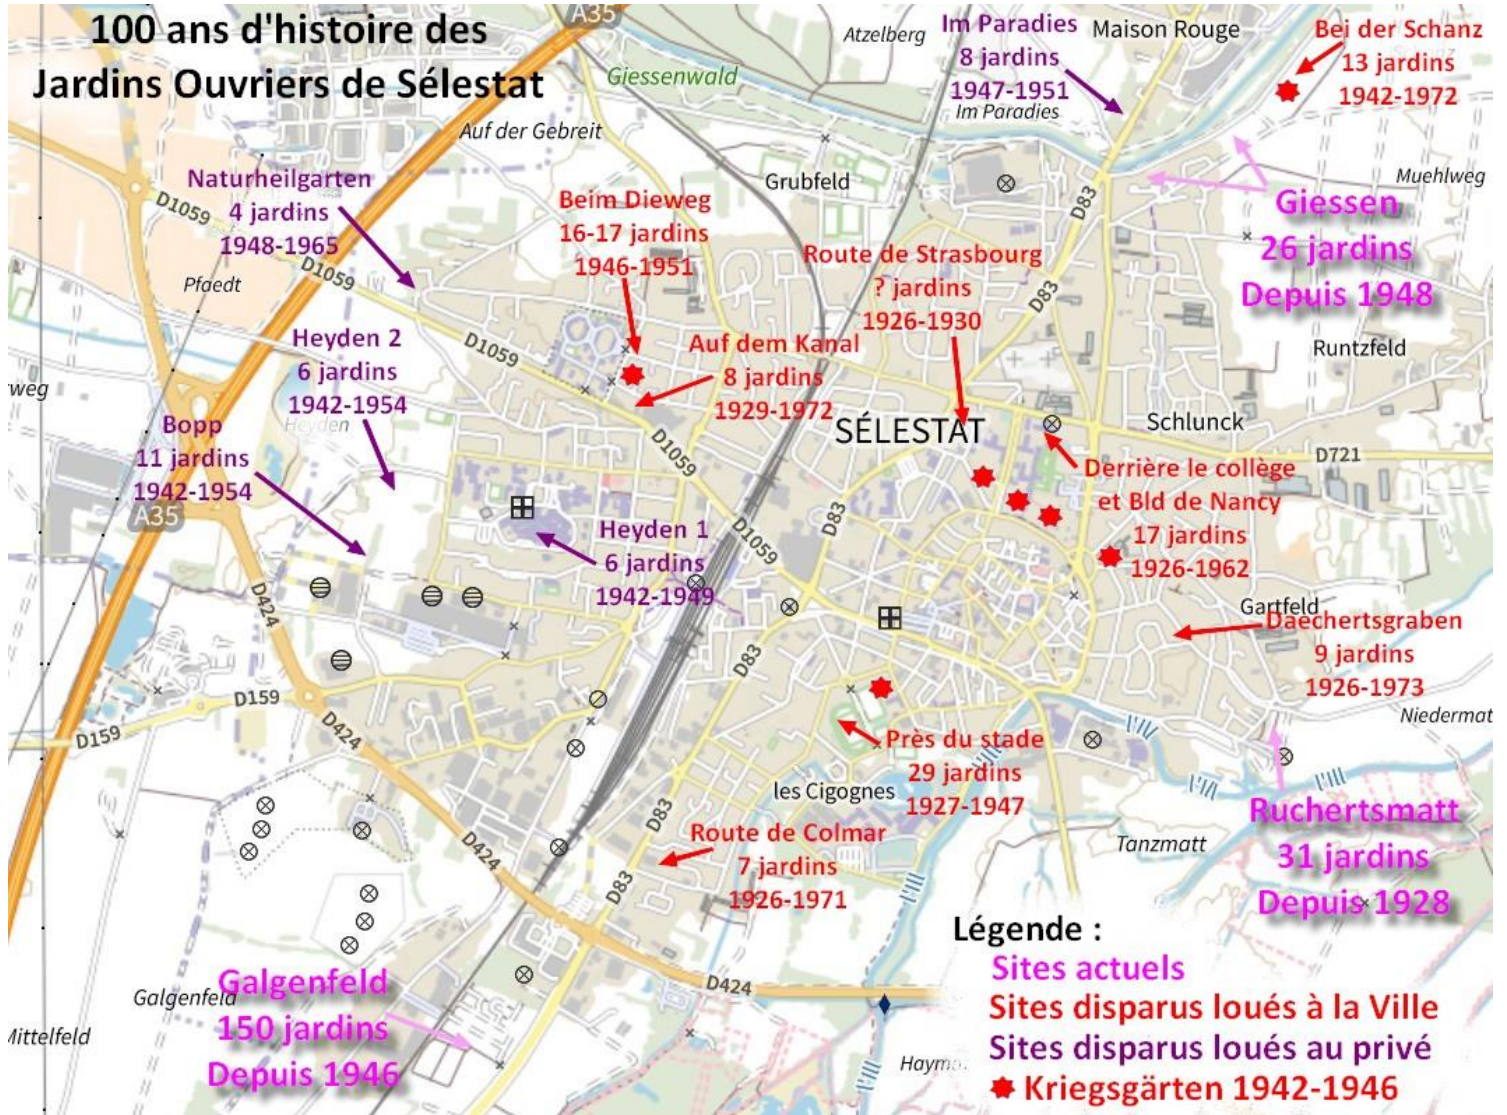 100 ans d'histoire des
Jardins Ouvriers de Sélestat
A35
Giessenwald
Atzelberg
Im Paradies
8 jardins
1947-1951
Im Paradies
Maison Rouge
Bei der Schanz
13 jardins
1942-1972
Auf der Gebreit
Naturheilgarten
4 jardins
1948-1965
D1059
D1059
Pfaedt
Beim Dieweg
16-17 jardins
1946-1951
Grubfeld
D83
Muehlweg
Giessen
26 jardins
Depuis 1948
Route de Strasbourg
? jardins
1926-1930
D83
Runtzfeld
Heyden 2
6 jardins
1942-1954
Heyden
D1059
Auf dem Kanal
8 jardins
1929-1972
rweg
Bopp
11 jardins
1942-1954
A35
D1059
SÉLESTAT
Schlunck
D721
Derrière le collège
et Bld de Nancy
17 jardins
1926-1962
D83
D1059
Heyden 1
6 jardins
1942-1949
D424
Gartfeld
Daechertsgraben
9 jardins
1926-1973
D83
D159
D159
D424
Niedermat
Près du stade
29 jardins
1927-1947
les Cigognes
D83
Route de Colmar
7 jardins
1926-1971
D424
D83
Tanzmatt
Ruchertsmatt
31 jardins
Depuis 1928
Galgenfeld
Galgenfeld
150 jardins
Depuis 1946
Mittelfeld
D424
Légende :
Sites actuels
Sites disparus loués à la Ville
Sites disparus loués au privé
Kriegsgärten 1942-1946